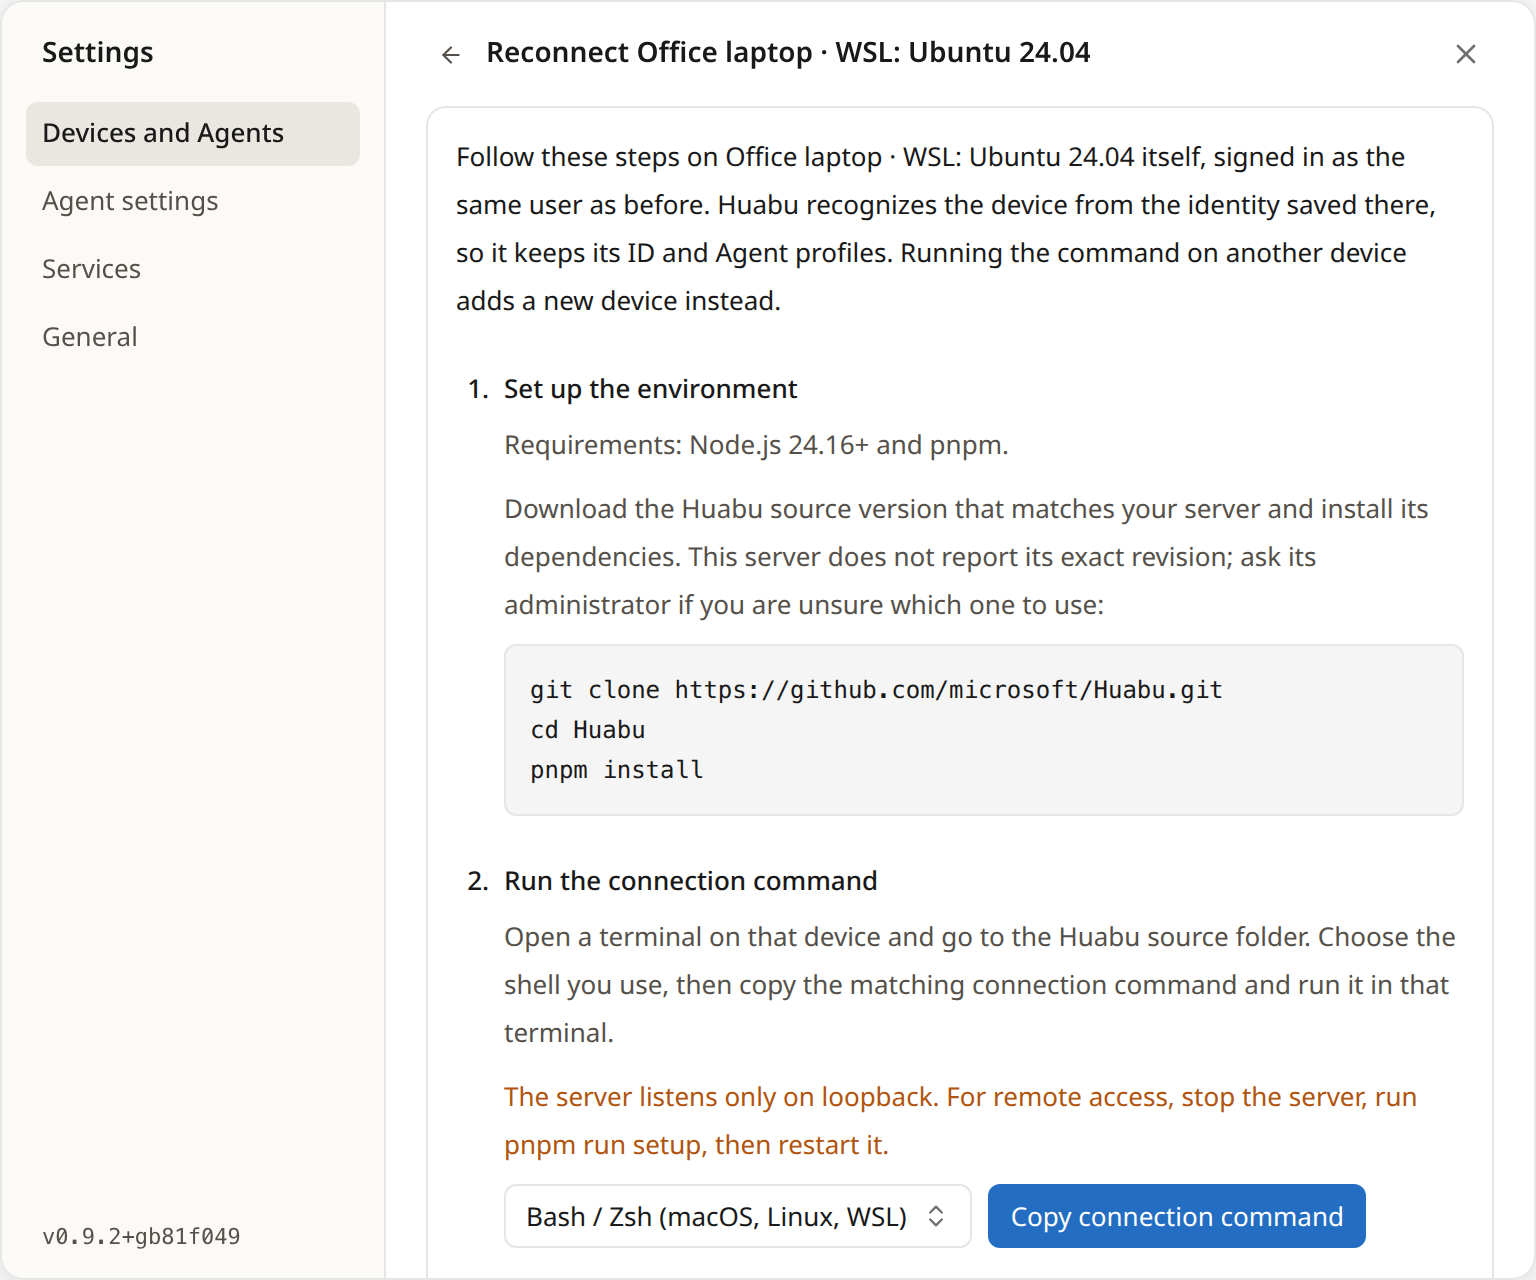 Settings
Devices and Agents
Agent settings
Services
General
v0.9.2+gb81f049
Reconnect Office laptop · WSL: Ubuntu 24.04
Follow these steps on Office laptop · WSL: Ubuntu 24.04 itself, signed in as the
same user as before. Huabu recognizes the device from the identity saved there,
so it keeps its ID and Agent profiles. Running the command on another device
adds a new device instead.
1. Set up the environment
Requirements: Node.js 24.16+ and pnpm.
Download the Huabu source version that matches your server and install its
dependencies. This server does not report its exact revision; ask its
administrator if you are unsure which one to use:
git clone https://github.com/microsoft/Huabu.git
cd Huabu
pnpm install
2. Run the connection command
Open a terminal on that device and go to the Huabu source folder. Choose the
shell you use, then copy the matching connection command and run it in that
terminal.
The server listens only on loopback. For remote access, stop the server, run
pnpm run setup, then restart it.
Bash / Zsh (macOS, Linux, WSL)
Copy connection command